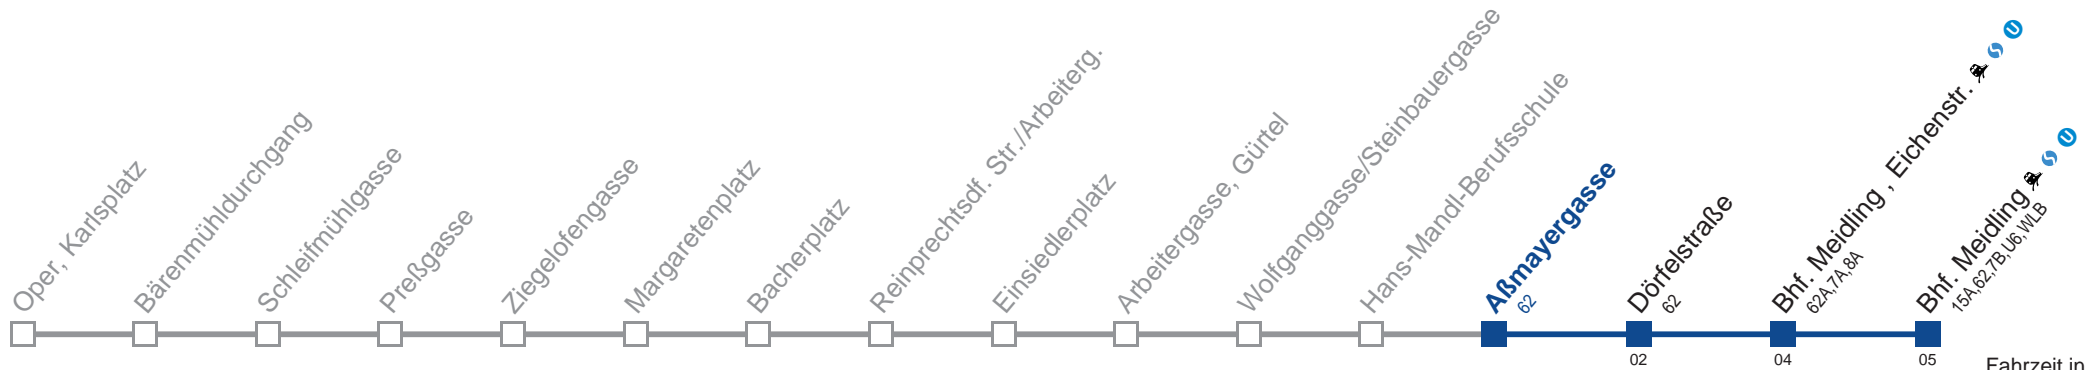 Oper, Karlsplatz
Bärenmühldurchgang
Schleifmühlgasse
Preßgasse
Ziegelofengasse
Margaretenplatz
Bacherplatz
Reinprechtsdf. Str./Arbeiterg.
Einsiedlerplatz
Arbeitergasse, Gürtel
Wolfganggasse/Steinbauergasse
Hans-Mandl-Berufsschule
Aßmayergasse
62
Dörfelstraße
62
Bhf. Meidling , Eichenstr. S U
62A,7A,8A
Bhf. Meidling S U
15A,62,7B,U6,WLB
02
04
05
Fahrzeit in